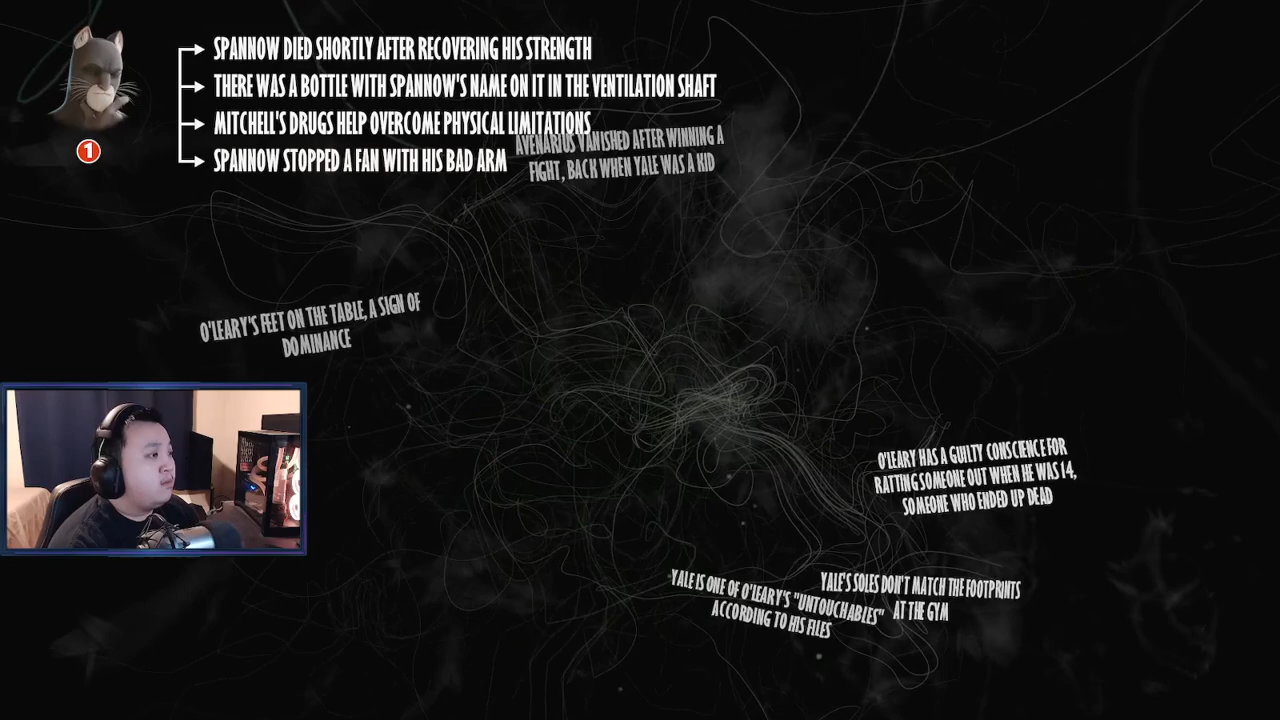 SPANNOW DIED SHORTLY AFTER RECOVERING HIS STRENGTH
THERE WAS A BOTTLE WITH SPANNOW'S NAME ON IT IN THE VENTILATION SHAFT
MITCHELL'S DRUGS HELP OVERCOME PHYSICAL LIMITATIONS
SPANNOW STOPPED A FAN WITH HIS BAD ARM
1
AVENARIUS VANISHED AFTER WINNING A
FIGHT, BACK WHEN YALE WAS A KID
O'LEARY'S FEET ON THE TABLE, A SIGN OF
DOMINANCE
O'LEARY HAS A GUILTY CONSCIENCE FOR
RATTING SOMEONE OUT WHEN HE WAS 14,
SOMEONE WHO ENDED UP DEAD
YALE IS ONE OF O'LEARY'S "UNTOUCHABLES"
ACCORDING TO HIS FILES
YALE'S SOLES DON'T MATCH THE FOOTPRINTS
AT THE GYM